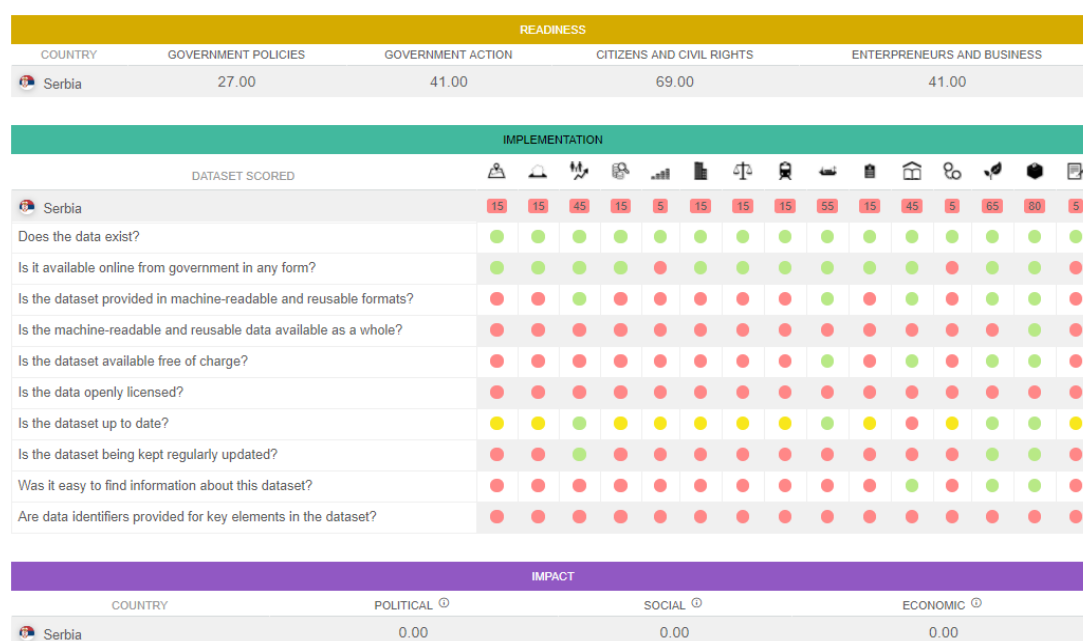 READINESS
COUNTRY GOVERNMENT POLICIES GOVERNMENT ACTION CITIZENS AND CIVIL RIGHTS ENTERPRENEURS AND BUSINESS
Serbia 27.00 41.00 69.00 41.00
IMPLEMENTATION
DATASET SCORED
Serbia 15 15 45 15 5 15 15 15 55 15 45 5 65 80 5
Does the data exist?
Is it available online from government in any form?
Is the dataset provided in machine-readable and reusable formats?
Is the machine-readable and reusable data available as a whole?
Is the dataset available free of charge?
Is the data openly licensed?
Is the dataset up to date?
Is the dataset being kept regularly updated?
Was it easy to find information about this dataset?
Are data identifiers provided for key elements in the dataset?
IMPACT
COUNTRY POLITICAL SOCIAL ECONOMIC
Serbia 0.00 0.00 0.00